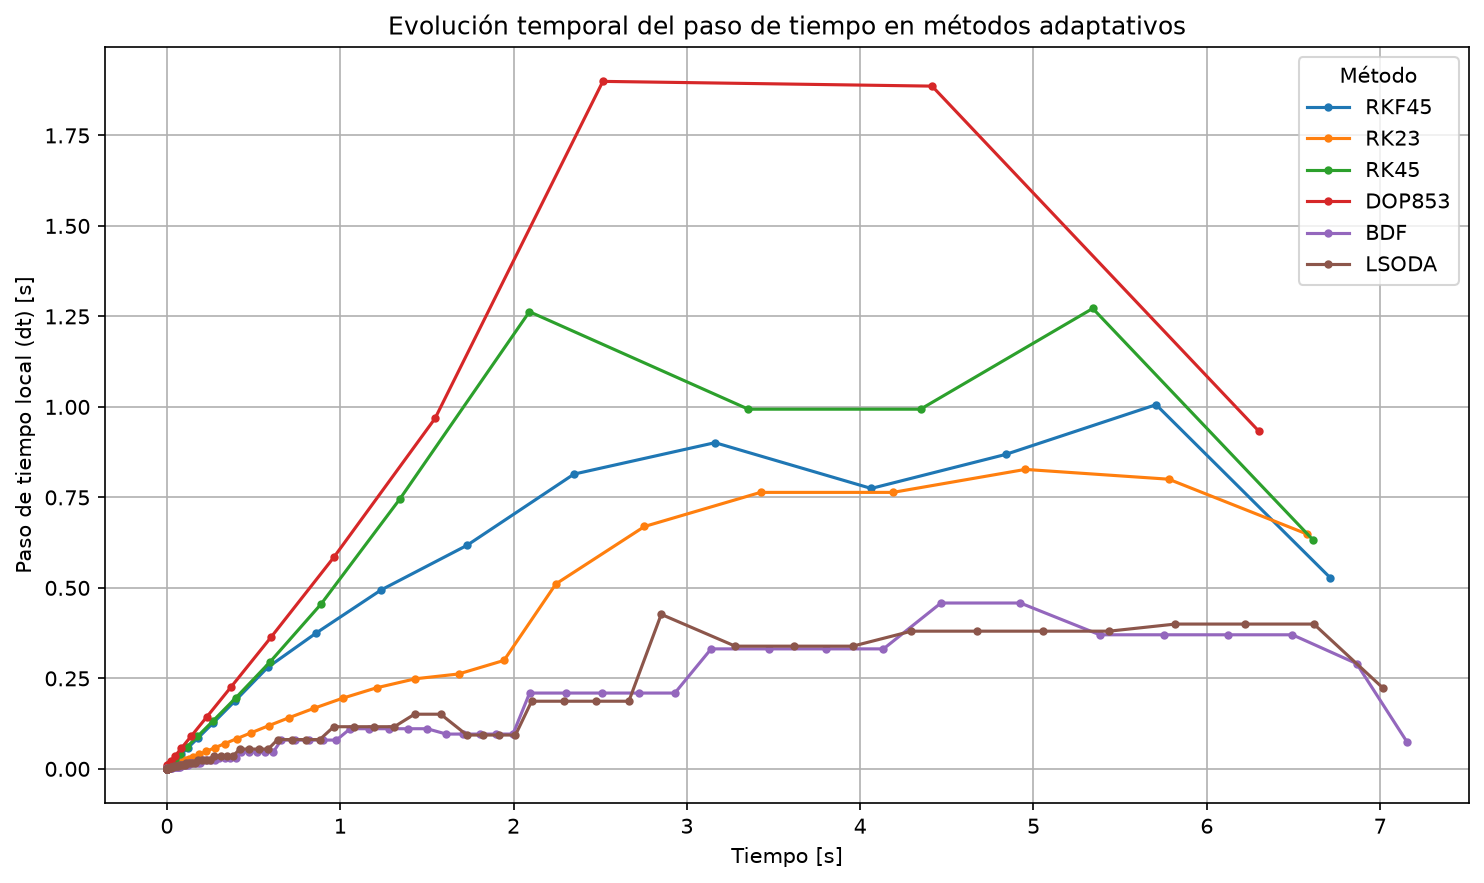 Evolución temporal del paso de tiempo en métodos adaptativos
Paso de tiempo local (dt) [s]
1.75
1.50
1.25
1.00
0.75
0.50
0.25
0.00
0 1 2 3 4 5 6 7
Tiempo [s]
Método
RKF45
RK23
RK45
DOP853
BDF
LSODA